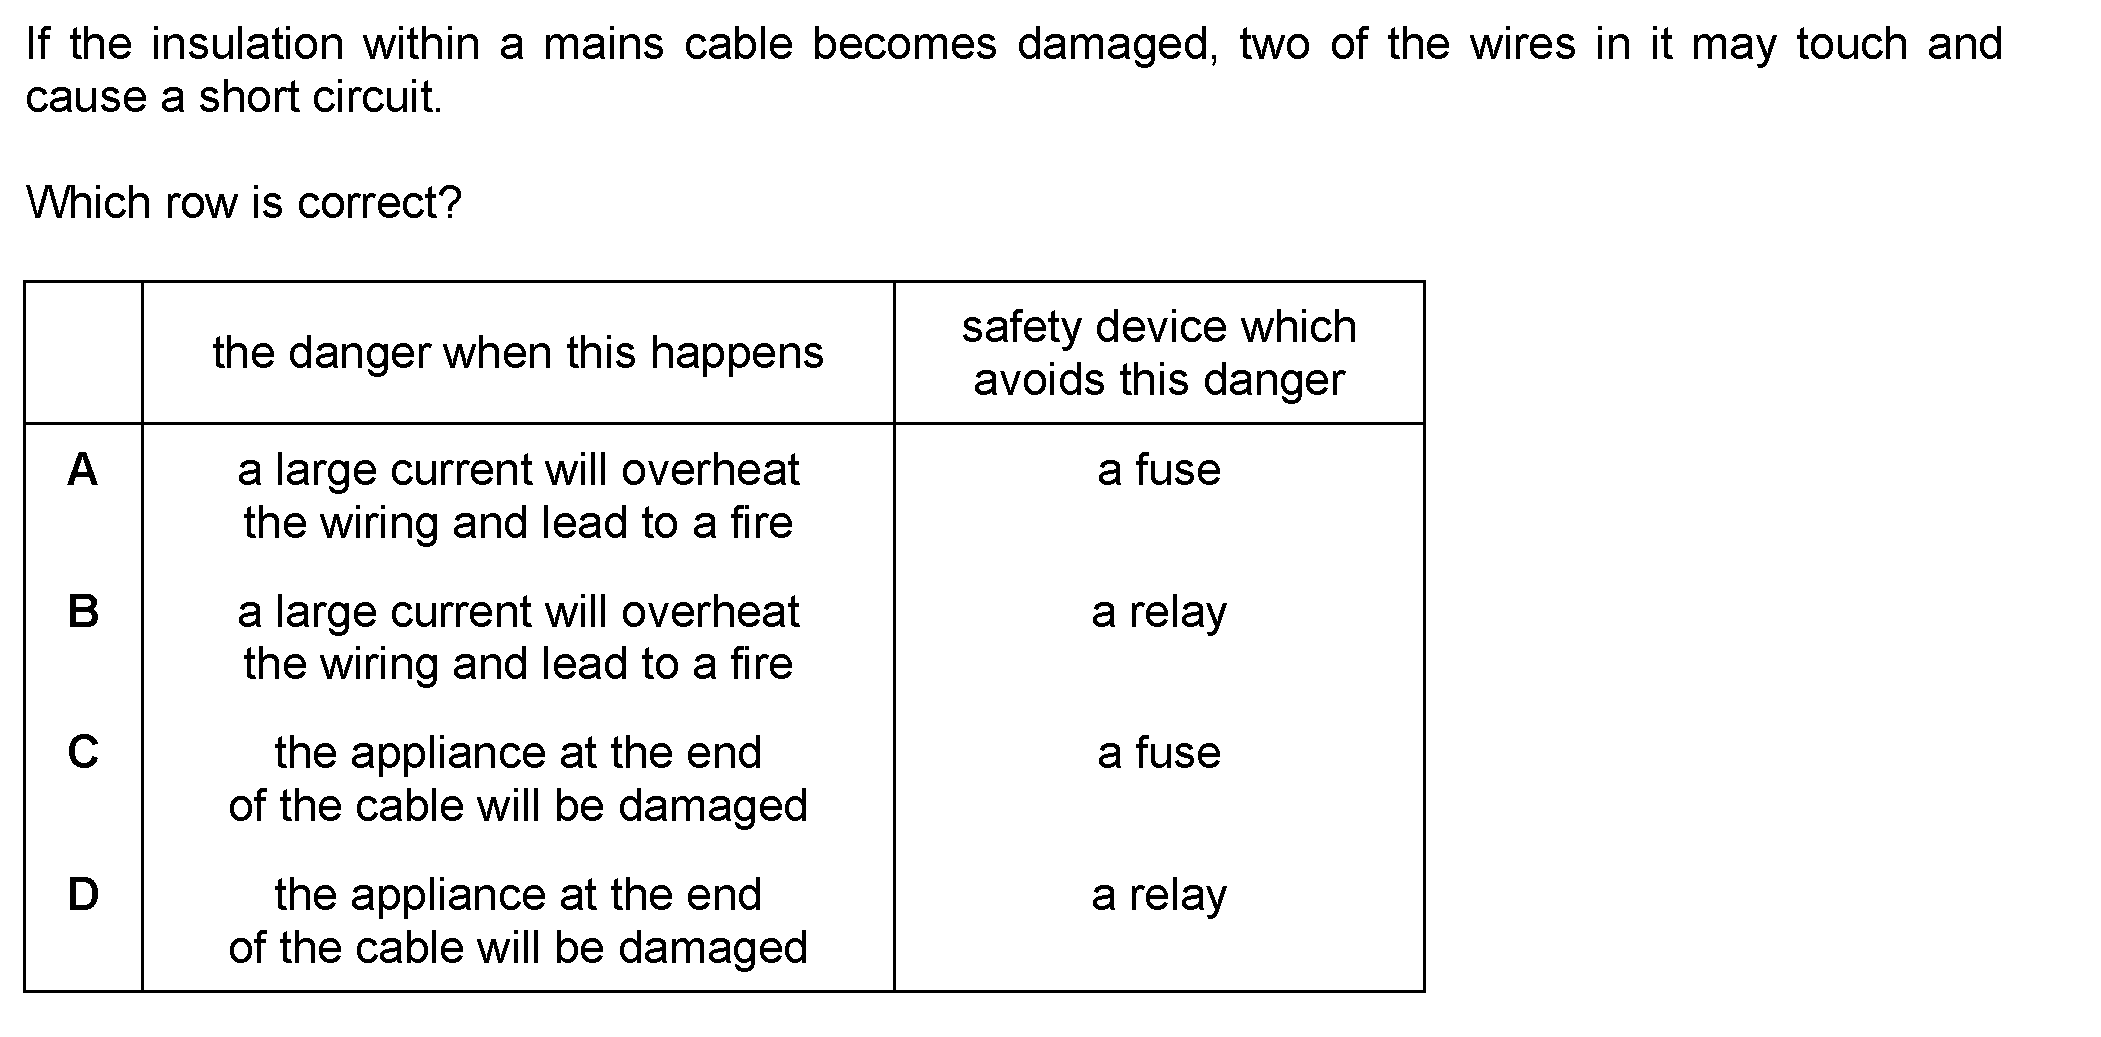 If the insulation within a mains cable becomes damaged, two of the wires in it may touch and
cause a short circuit.
Which row is correct?
the danger when this happens
safety device which
avoids this danger
A
a large current will overheat
the wiring and lead to a fire
a fuse
B
a large current will overheat
the wiring and lead to a fire
a relay
C
the appliance at the end
of the cable will be damaged
a fuse
D
the appliance at the end
of the cable will be damaged
a relay